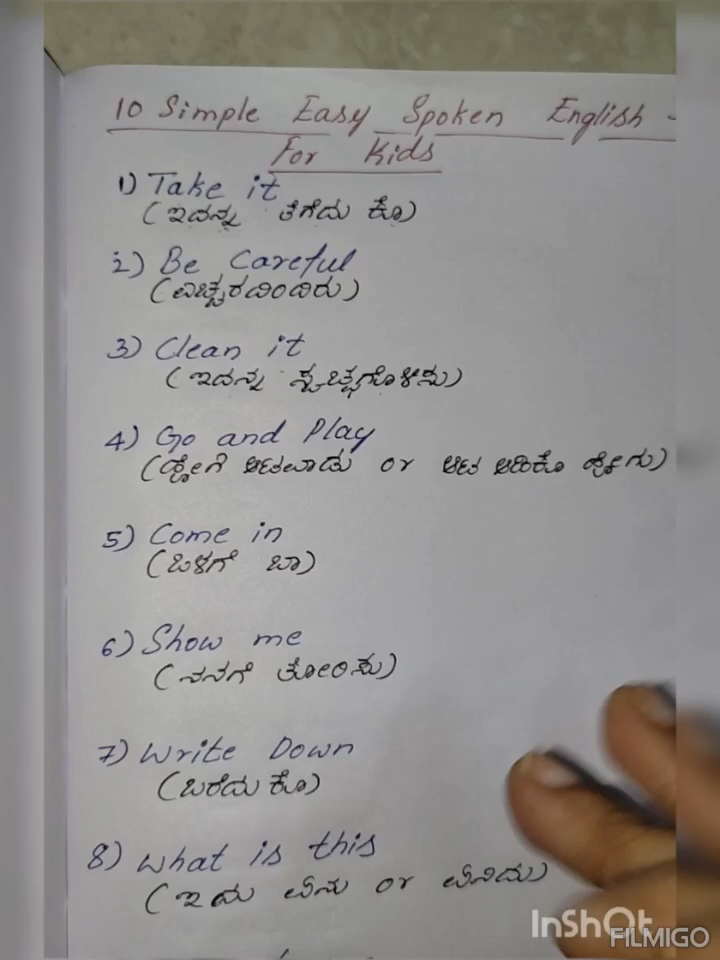 10 Simple Easy Spoken English -
For Kids
1) Take it
(ಇದನ್ನು ತೆಗೆದು ಕೊ)
2) Be Careful
(ಎಚ್ಚರದಿಂದಿರು)
3) Clean it
(ಇದನ್ನು ಸ್ವಚ್ಛಗೊಳಿಸು)
4) Go and Play
(ಹೋಗಿ ಆಟವಾಡು or ಆಟ ಆಡಿಕೊ ಹೋಗು)
5) Come in
(ಒಳಗೆ ಬಾ)
6) Show me
(ನನಗೆ ತೋರಿಸು)
7) Write Down
(ಬರೆದು ಕೊ)
8) What is this
(ಇದು ಏನು or ಏನಿದು)
InShOt
FILMIGO